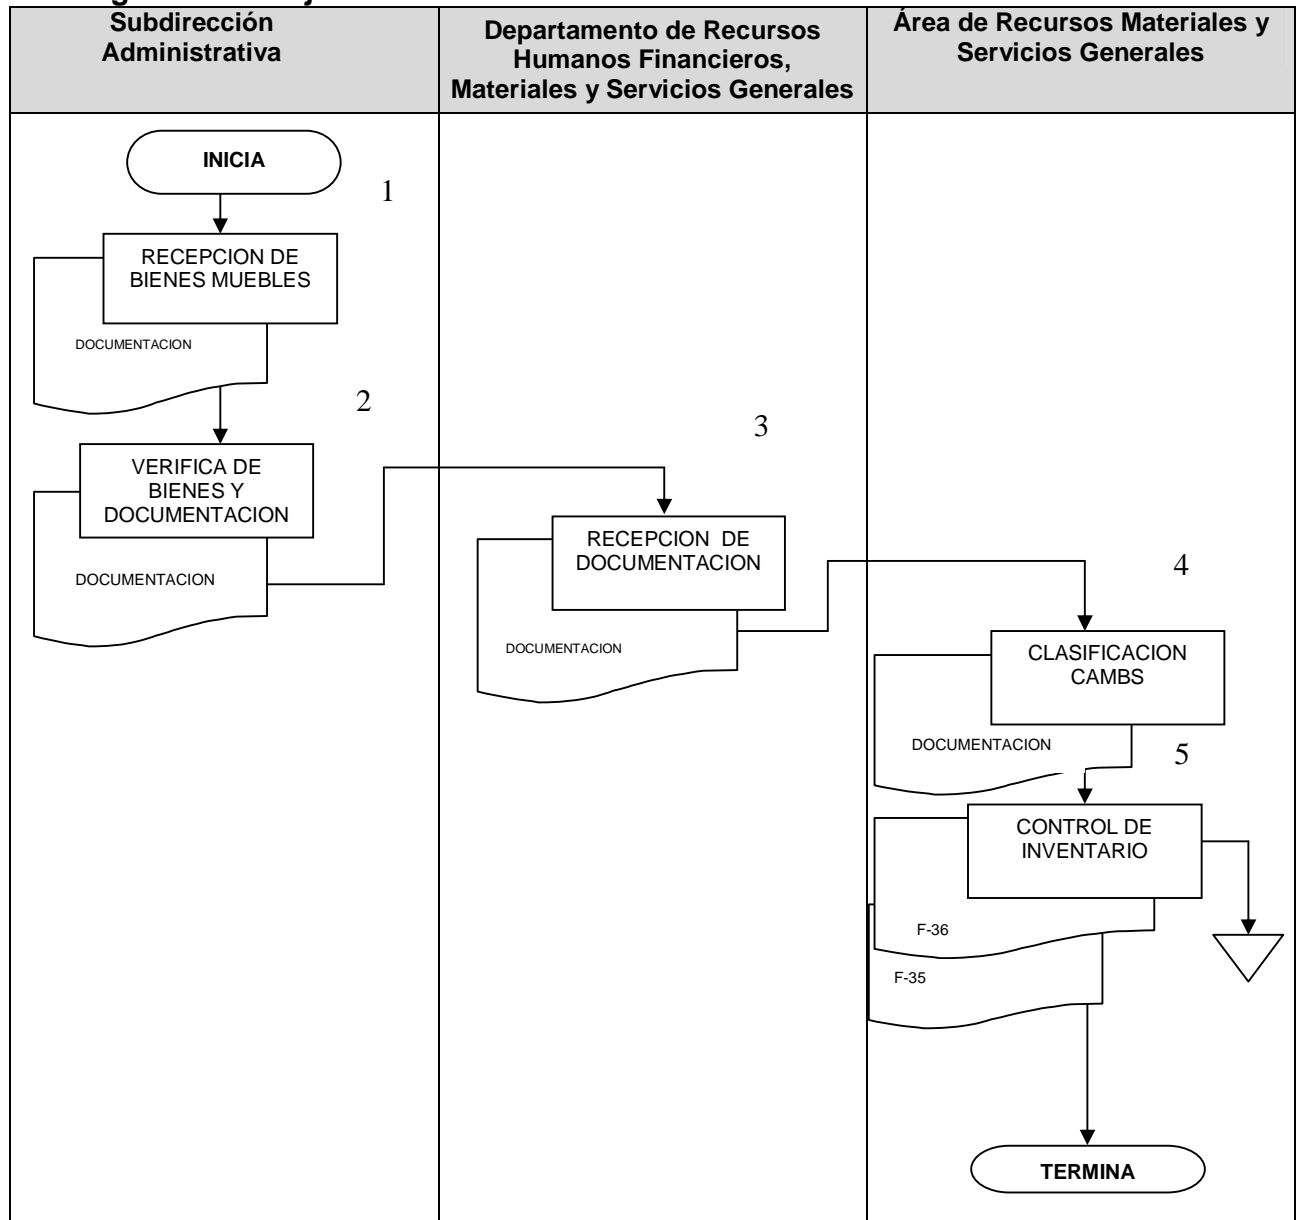 Subdirección
Administrativa
Departamento de Recursos
Humanos Financieros,
Materiales y Servicios Generales
Área de Recursos Materiales y
Servicios Generales
INICIA
1
RECEPCION DE
BIENES MUEBLES
DOCUMENTACION
2
VERIFICA DE
BIENES Y
DOCUMENTACION
DOCUMENTACION
3
RECEPCION DE
DOCUMENTACION
DOCUMENTACION
4
CLASIFICACION
CAMBS
DOCUMENTACION
5
CONTROL DE
INVENTARIO
F-36
F-35
TERMINA